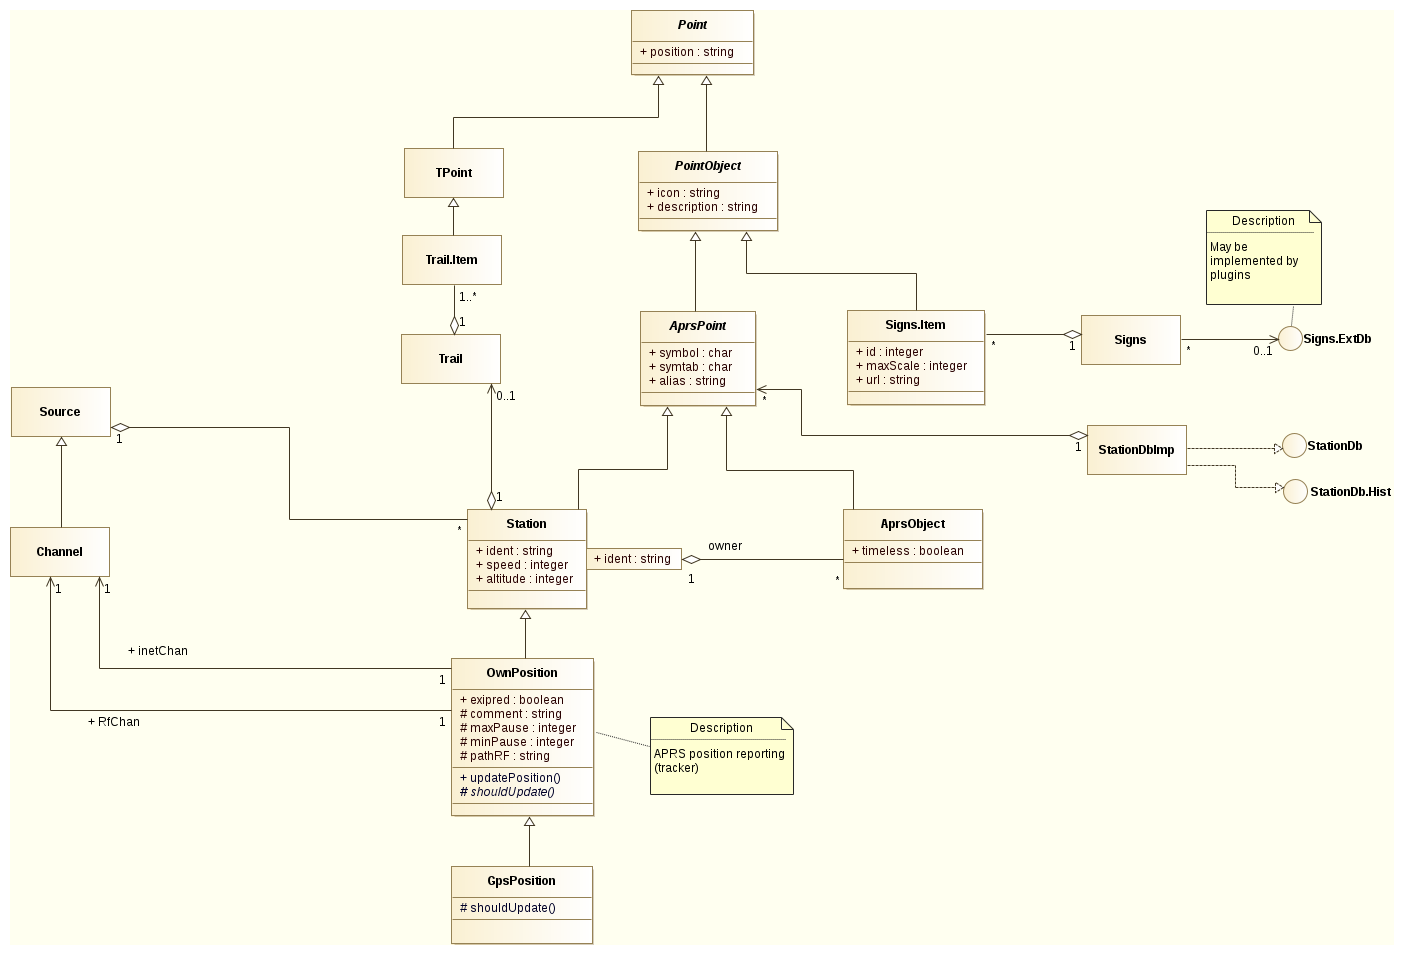 Point
+ position : string
TPoint
PointObject
+ icon : string
+ description : string
Description
May be
implemented by
plugins
Trail.Item
1..*
1
Trail
0..1
AprsPoint
+ symbol : char
+ symtab : char
+ alias : string
*
Signs.Item
+ id : integer
+ maxScale : integer
+ url : string
*
1
Signs
*
0..1
Signs.ExtDb
Source
1
1
StationDbImp
StationDb
StationDb.Hist
Channel
1
1
*
1
Station
+ ident : string
+ speed : integer
+ altitude : integer
+ ident : string
1
owner
*
AprsObject
+ timeless : boolean
+ inetChan
1
+ RfChan
1
OwnPosition
+ exipred : boolean
# comment : string
# maxPause : integer
# minPause : integer
# pathRF : string
+ updatePosition()
# shouldUpdate()
Description
APRS position reporting
(tracker)
GpsPosition
# shouldUpdate()